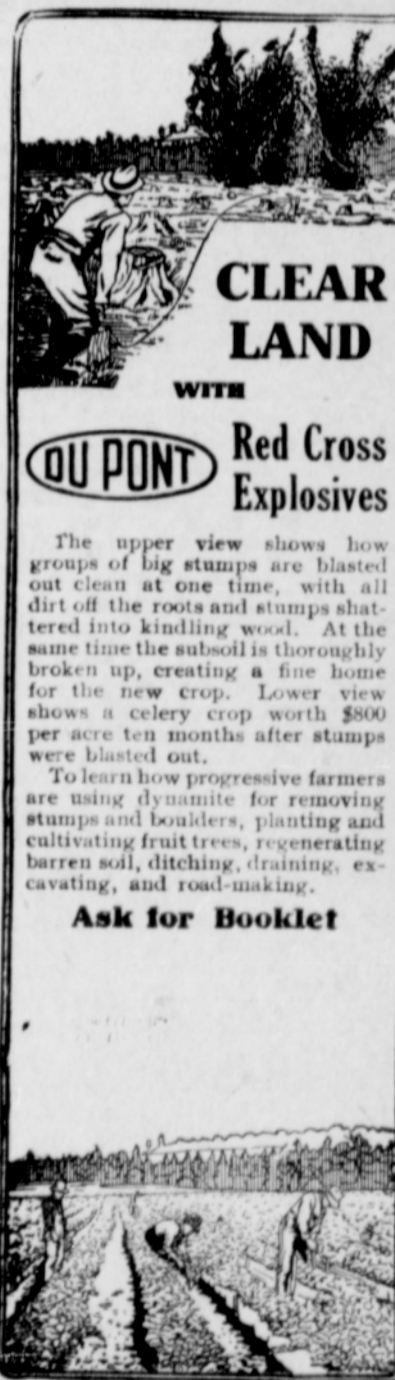 CLEAR
LAND
WITH
DU PONT
Red Cross
Explosives
The upper view shows how
groups of big stumps are blasted
out clean at one time, with all
dirt off the roots and stumps shat-
tered into kindling wood. At the
same time the subsoil is thoroughly
broken up, creating a fine home
for the new crop. Lower view
shows a celery crop worth $800
per acre ten months after stumps
were blasted out.
To learn how progressive farmers
are using dynamite for removing
stumps and boulders, planting and
cultivating fruit trees, regenerating
barren soil, ditching, draining, ex-
cavating, and road-making.
Ask for Booklet